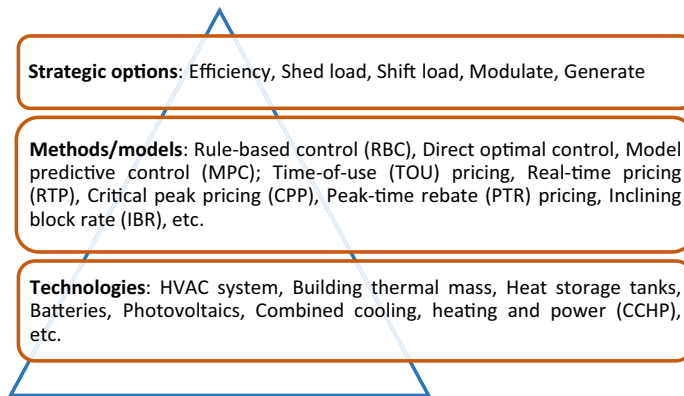 Strategic options: Efficiency, Shed load, Shift load, Modulate, Generate
Methods/models: Rule-based control (RBC), Direct optimal control, Model
predictive control (MPC); Time-of-use (TOU) pricing, Real-time pricing
(RTP), Critical peak pricing (CPP), Peak-time rebate (PTR) pricing, Inclining
block rate (IBR), etc.
Technologies: HVAC system, Building thermal mass, Heat storage tanks,
Batteries, Photovoltaics, Combined cooling, heating and power (CCHP),
etc.